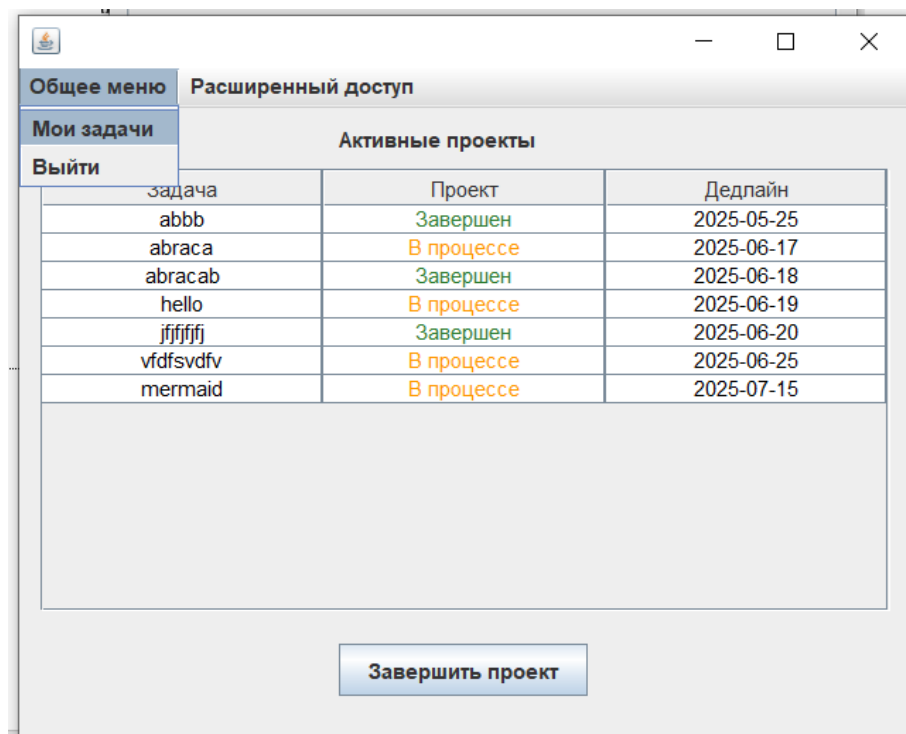 Общее меню Расширенный доступ
Мои задачи
Выйти
Активные проекты
Задача Проект Дедлайн
abbb Завершен 2025-05-25
abraca В процессе 2025-06-17
abracab Завершен 2025-06-18
hello В процессе 2025-06-19
jfjfjfjfj Завершен 2025-06-20
vfdfsvdfv В процессе 2025-06-25
mermaid В процессе 2025-07-15
Завершить проект